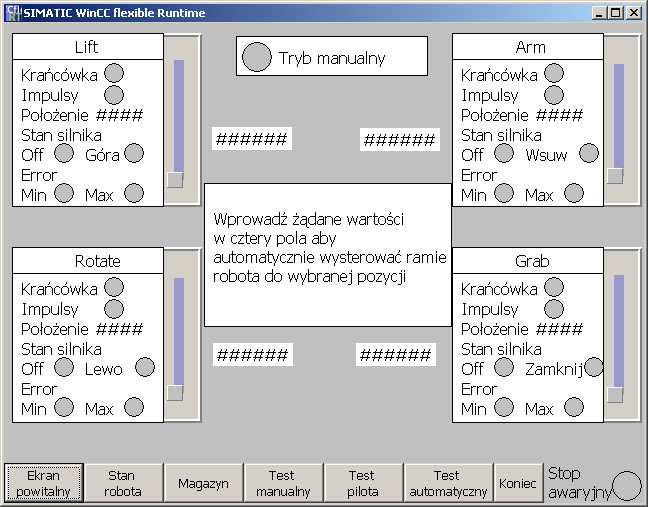 SIMATIC WinCC flexible Runtime
Lift
Krańcówka
Impulsy
Położenie ####
Stan silnika
Off Góra
Error
Min Max
Tryb manualny
Arm
Krańcówka
Impulsy
Położenie ####
Stan silnika
Off Wsuw
Error
Min Max
###### ######
Wprowadź żądane wartości
w cztery pola aby
automatycznie wysterować ramie
robota do wybranej pozycji
Rotate
Krańcówka
Impulsy
Położenie ####
Stan silnika
Off Lewo
Error
Min Max
Grab
Krańcówka
Impulsy
Położenie ####
Stan silnika
Off Zamknij
Error
Min Max
###### ######
Ekran
powitalny
Stan
robota
Magazyn
Test
manualny
Test
pilota
Test
automatyczny
Koniec
Stop
awaryjny